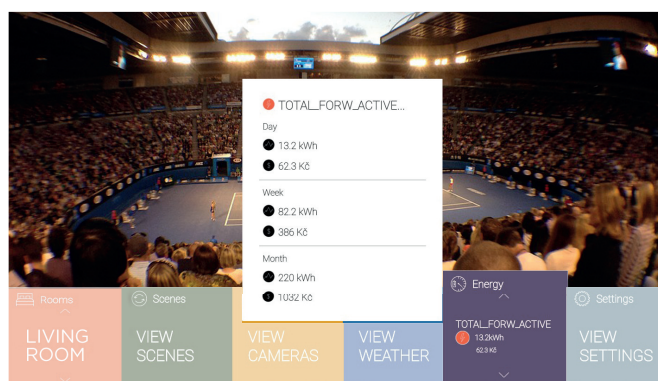 TOTAL_FORW_ACTIVE...
Day
13.2 kWh
62.3 Kč
Week
82.2 kWh
386 Kč
Month
220 kWh
1032 Kč
Rooms
LIVING
ROOM
Scenes
VIEW
SCENES
VIEW
CAMERAS
VIEW
WEATHER
Energy
TOTAL_FORW_ACTIVE
13.2kWh
62.3 Kč
Settings
VIEW
SETTINGS